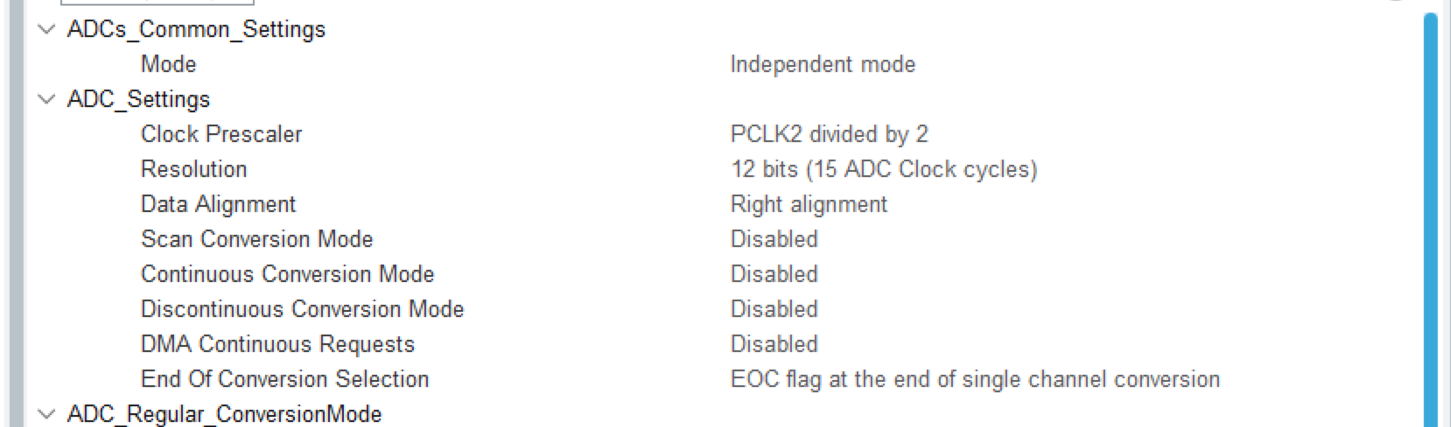 ADCs_Common_Settings
Mode Independent mode
ADC_Settings
Clock Prescaler PCLK2 divided by 2
Resolution 12 bits (15 ADC Clock cycles)
Data Alignment Right alignment
Scan Conversion Mode Disabled
Continuous Conversion Mode Disabled
Discontinuous Conversion Mode Disabled
DMA Continuous Requests Disabled
End Of Conversion Selection EOC flag at the end of single channel conversion
ADC_Regular_ConversionMode